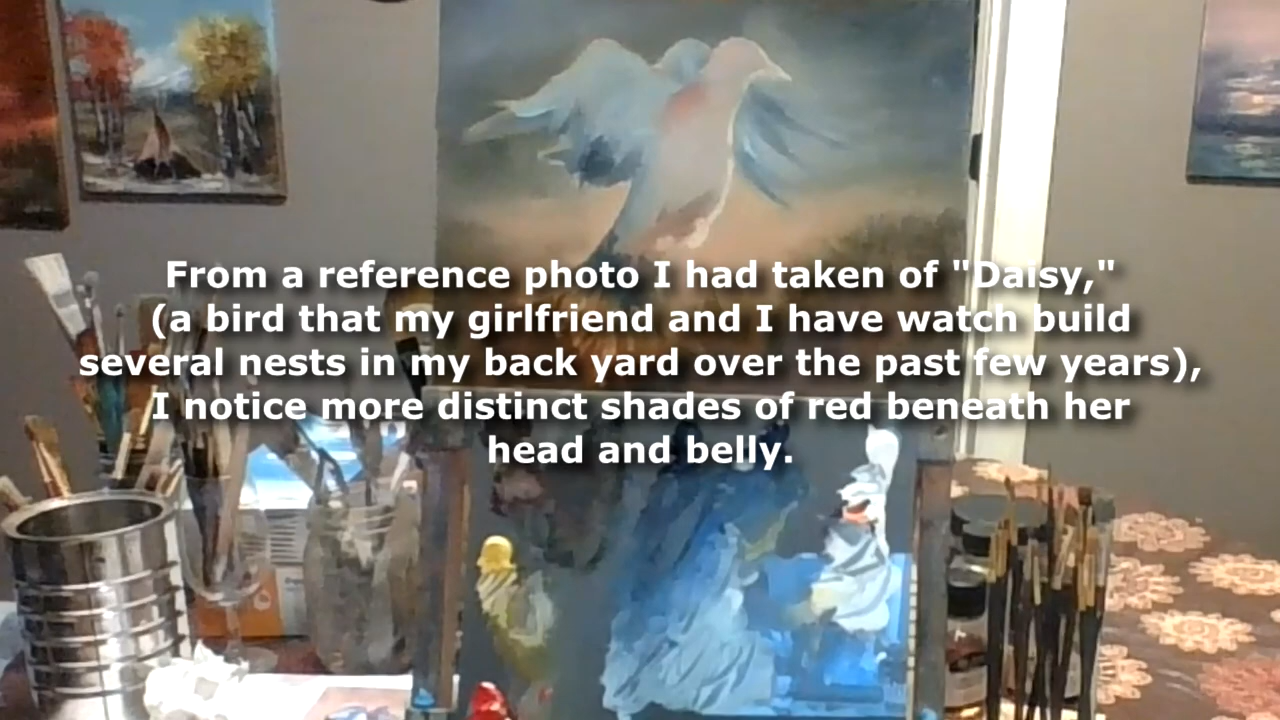 From a reference photo I had taken of "Daisy,"
(a bird that my girlfriend and I have watch build
several nests in my back yard over the past few years),
I notice more distinct shades of red beneath her
head and belly.